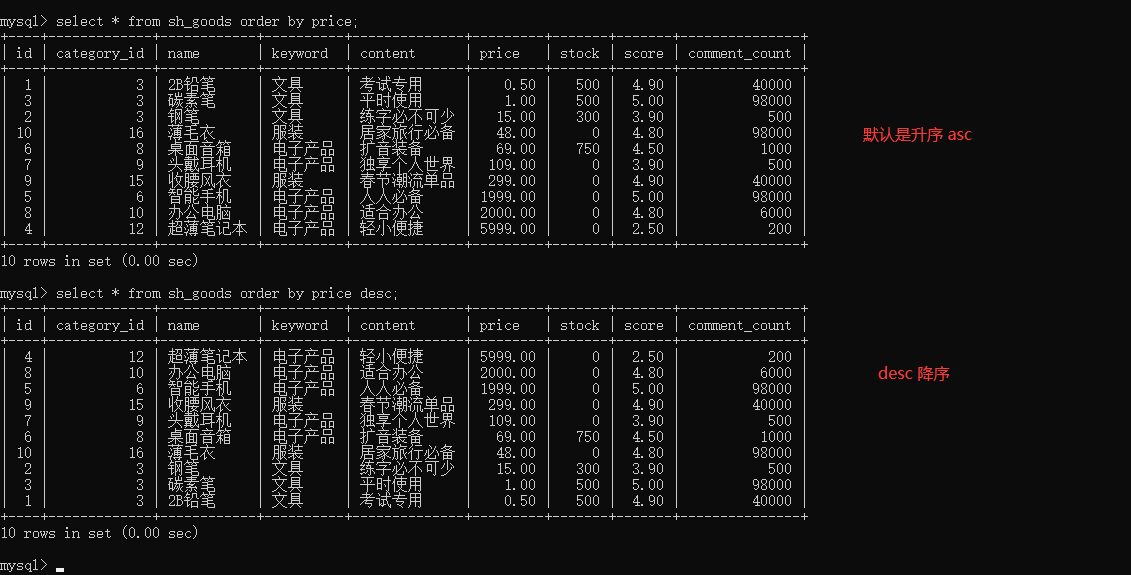 mysql> select * from sh_goods order by price;
+----+-------------+------------+----------+--------------+---------+-------+-------+---------------+
| id | category_id | name | keyword | content | price | stock | score | comment_count |
+----+-------------+------------+----------+--------------+---------+-------+-------+---------------+
| 1 | 3 | 2B铅笔 | 文具 | 考试专用 | 0.50 | 500 | 4.90 | 40000 |
| 3 | 3 | 碳素笔 | 文具 | 平时使用 | 1.00 | 500 | 5.00 | 98000 |
| 2 | 3 | 钢笔 | 文具 | 练字必不可少 | 15.00 | 300 | 3.90 | 500 |
| 10 | 16 | 薄毛衣 | 服装 | 居家旅行必备 | 48.00 | 0 | 4.80 | 98000 |
默认是升序 asc
| 6 | 8 | 桌面音箱 | 电子产品 | 扩音装备 | 69.00 | 750 | 4.50 | 1000 |
| 7 | 9 | 头戴耳机 | 电子产品 | 独享个人世界 | 109.00 | 0 | 3.90 | 500 |
| 9 | 15 | 收腰风衣 | 服装 | 春节潮流单品 | 299.00 | 0 | 4.90 | 40000 |
| 5 | 6 | 智能手机 | 电子产品 | 人人必备 | 1999.00 | 0 | 5.00 | 98000 |
| 8 | 10 | 办公电脑 | 电子产品 | 适合办公 | 2000.00 | 0 | 4.80 | 6000 |
| 4 | 12 | 超薄笔记本 | 电子产品 | 轻小便捷 | 5999.00 | 0 | 2.50 | 200 |
+----+-------------+------------+----------+--------------+---------+-------+-------+---------------+
10 rows in set (0.00 sec)
mysql> select * from sh_goods order by price desc;
+----+-------------+------------+----------+--------------+---------+-------+-------+---------------+
| id | category_id | name | keyword | content | price | stock | score | comment_count |
+----+-------------+------------+----------+--------------+---------+-------+-------+---------------+
| 4 | 12 | 超薄笔记本 | 电子产品 | 轻小便捷 | 5999.00 | 0 | 2.50 | 200 |
| 8 | 10 | 办公电脑 | 电子产品 | 适合办公 | 2000.00 | 0 | 4.80 | 6000 |
desc 降序
| 5 | 6 | 智能手机 | 电子产品 | 人人必备 | 1999.00 | 0 | 5.00 | 98000 |
| 9 | 15 | 收腰风衣 | 服装 | 春节潮流单品 | 299.00 | 0 | 4.90 | 40000 |
| 7 | 9 | 头戴耳机 | 电子产品 | 独享个人世界 | 109.00 | 0 | 3.90 | 500 |
| 6 | 8 | 桌面音箱 | 电子产品 | 扩音装备 | 69.00 | 750 | 4.50 | 1000 |
| 10 | 16 | 薄毛衣 | 服装 | 居家旅行必备 | 48.00 | 0 | 4.80 | 98000 |
| 2 | 3 | 钢笔 | 文具 | 练字必不可少 | 15.00 | 300 | 3.90 | 500 |
| 3 | 3 | 碳素笔 | 文具 | 平时使用 | 1.00 | 500 | 5.00 | 98000 |
| 1 | 3 | 2B铅笔 | 文具 | 考试专用 | 0.50 | 500 | 4.90 | 40000 |
+----+-------------+------------+----------+--------------+---------+-------+-------+---------------+
10 rows in set (0.00 sec)
mysql>